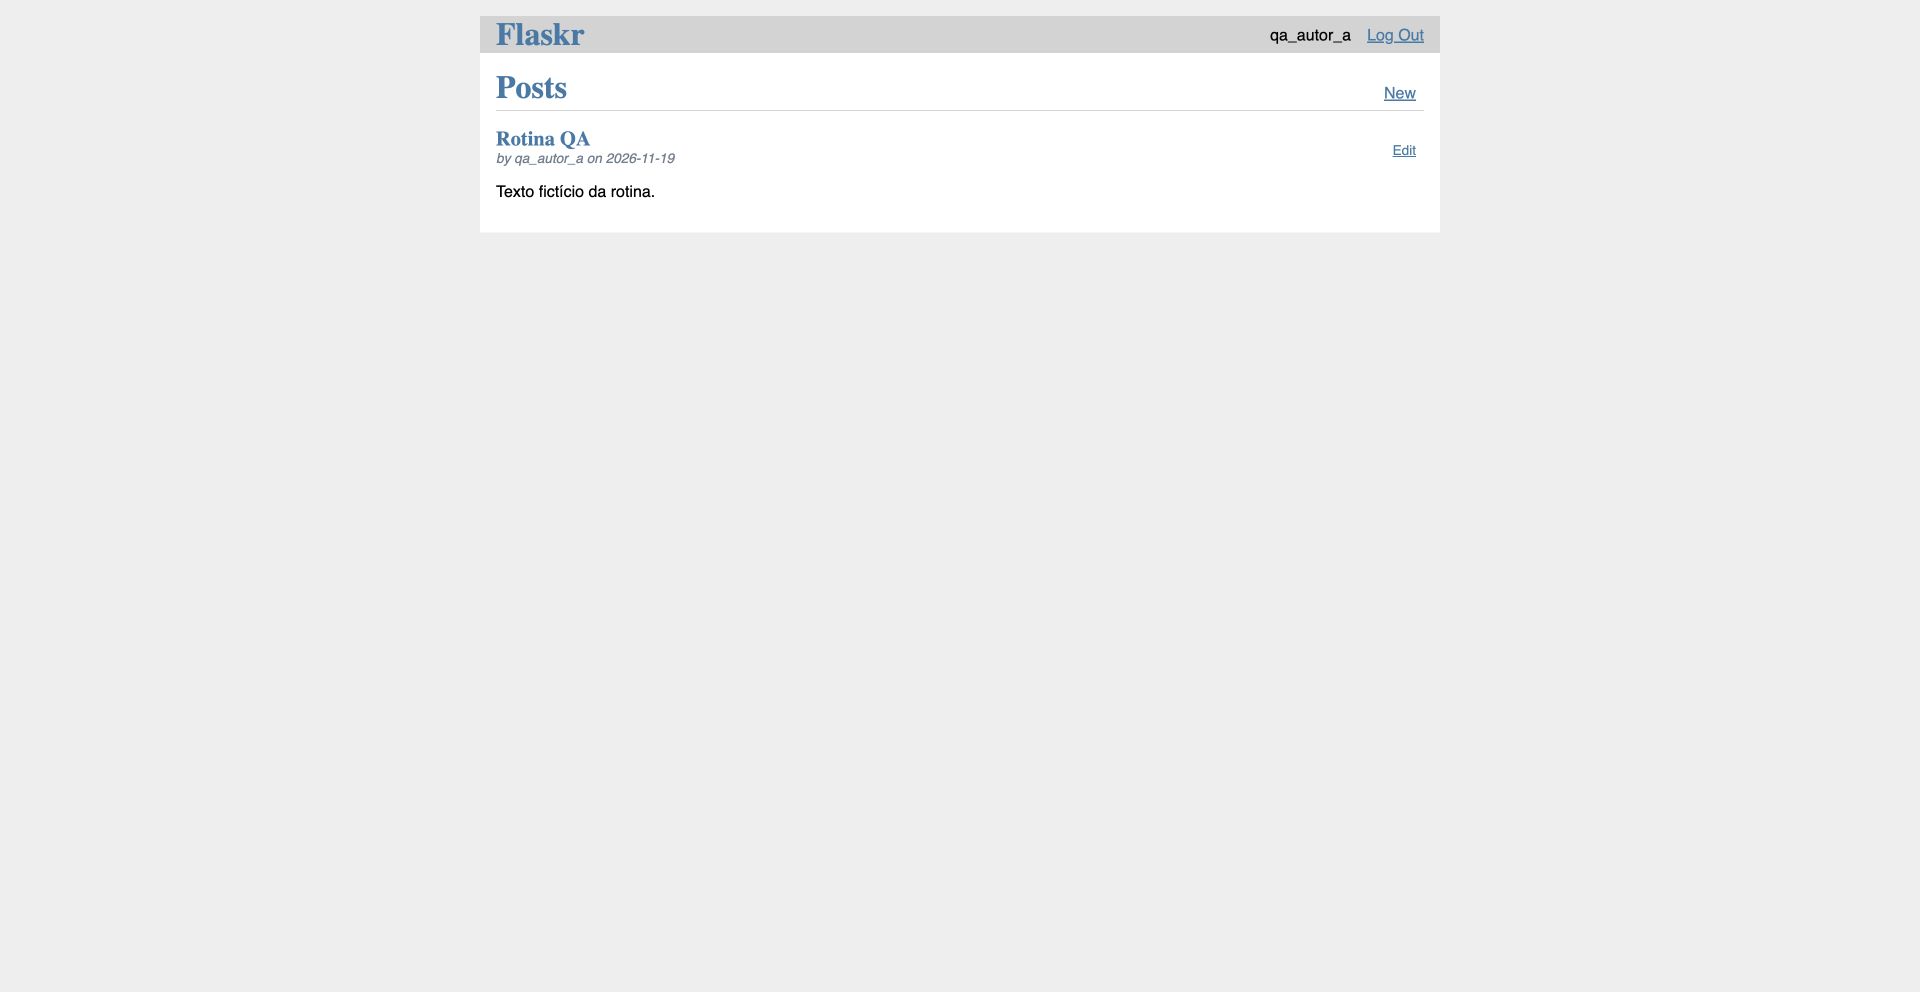 Flaskr
qa_autor_a Log Out
Posts
New
Rotina QA
by qa_autor_a on 2026-11-19
Edit
Texto fictício da rotina.